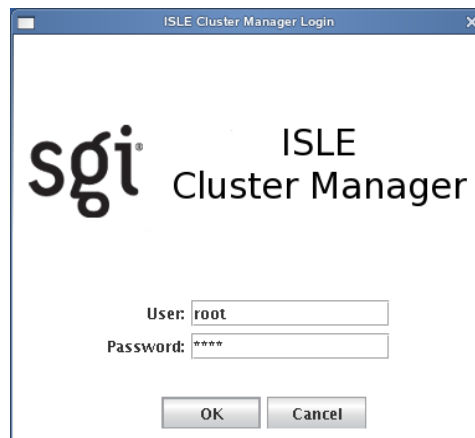 ISLE Cluster Manager Login
sgi®
ISLE
Cluster Manager
User: root
Password: ****
OK Cancel